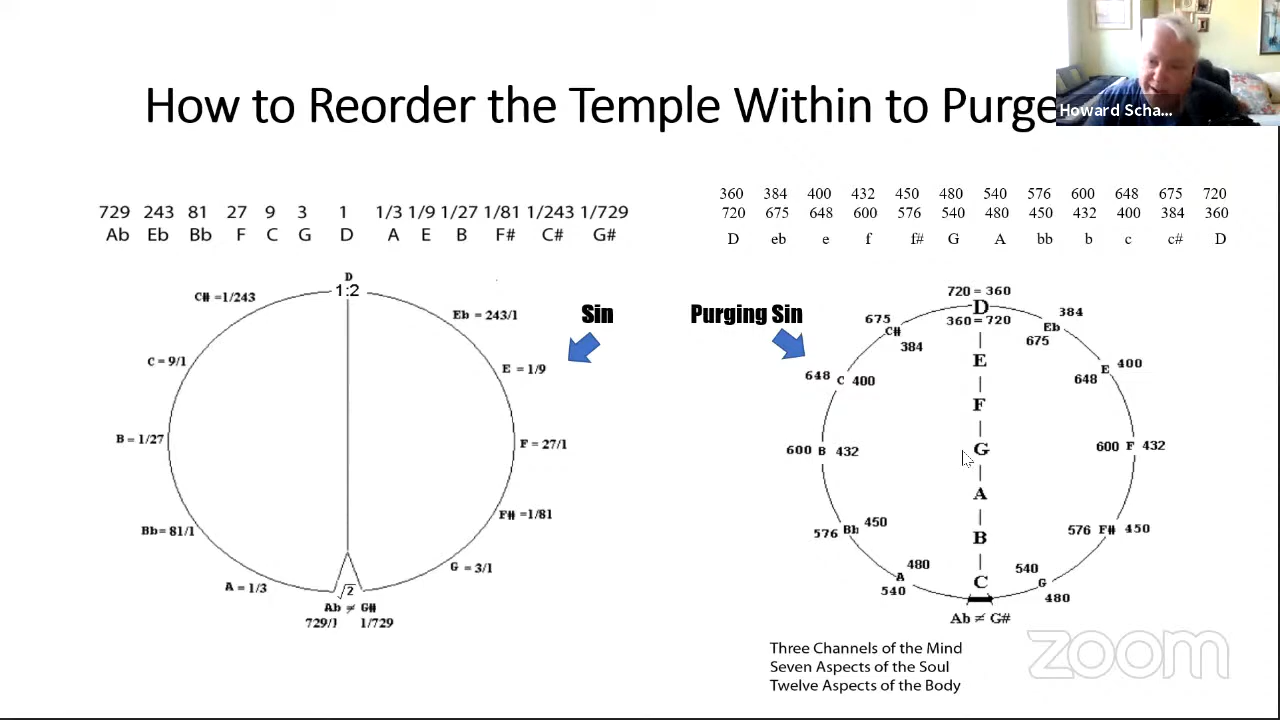 How to Reorder the Temple Within to Purge
Howard Scha...
729 243 81 27 9 3 1 1/3 1/9 1/27 1/81 1/243 1/729
Ab Eb Bb F C G D A E B F# C# G#
360 384 400 432 450 480 540 576 600 648 675 720
720 675 648 600 576 540 480 450 432 400 384 360
D eb e f f# G A bb b c c# D
D
1:2
C# =1/243
Eb = 243/1
C = 9/1
E = 1/9
B = 1/27
F = 27/1
F# =1/81
Bb= 81/1
G = 3/1
A = 1/3
√2
Ab ≠ G#
729/1 1/729
Sin
Purging Sin
720 = 360
D
360 = 720
675 C# 384
384 Eb 675
648 C 400
E
400 E 648
F
600 B 432
G
600 F 432
A
576 Bb 450
576 F# 450
B
480 A 540
540 G 480
C
Ab ≠ G#
Three Channels of the Mind
Seven Aspects of the Soul
Twelve Aspects of the Body
zoom